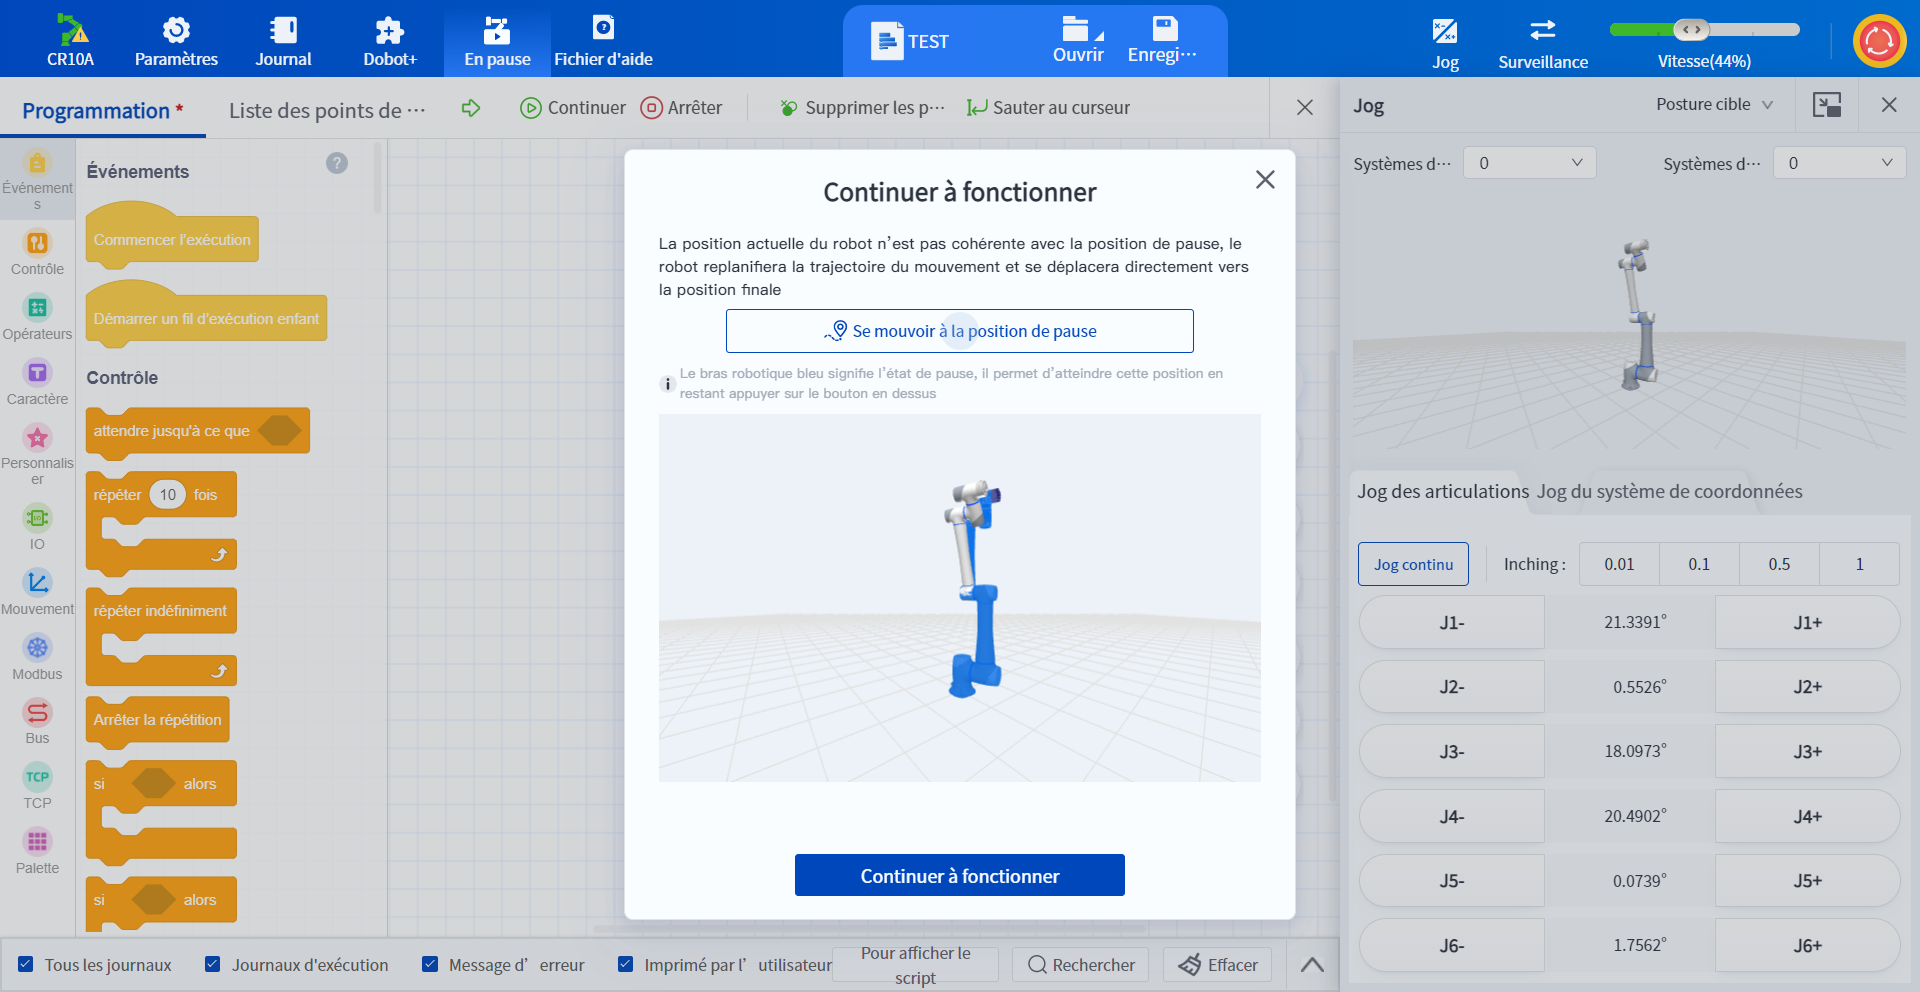 CR10A
Paramètres
Journal
Dobot+
En pause
Fichier d'aide
TEST
Ouvrir
Enregi···
Jog
Surveillance
Vitesse(44%)
Programmation *
Liste des points de ···
Continuer
Arrêter
Supprimer les p···
Sauter au curseur
Jog
Posture cible
Systèmes d···
0
Systèmes d···
0
Événement
s
Contrôle
Opérateurs
Caractère
Personnalis
er
IO
Mouvement
Modbus
Bus
TCP
TCP
Palette
Événements
?
Commencer l'exécution
Démarrer un fil d'exécution enfant
Contrôle
attendre jusqu'à ce que
répéter 10 fois
répéter indéfiniment
Arrêter la répétition
si alors
si alors
Continuer à fonctionner
La position actuelle du robot n'est pas cohérente avec la position de pause, le
robot replanifiera la trajectoire du mouvement et se déplacera directement vers
la position finale
Se mouvoir à la position de pause
Le bras robotique bleu signifie l'état de pause, il permet d'atteindre cette position en
restant appuyer sur le bouton en dessus
Continuer à fonctionner
Jog des articulations
Jog du système de coordonnées
Jog continu
Inching :
0.01
0.1
0.5
1
J1-
21.3391°
J1+
J2-
0.5526°
J2+
J3-
18.0973°
J3+
J4-
20.4902°
J4+
J5-
0.0739°
J5+
J6-
1.7562°
J6+
Tous les journaux
Journaux d'exécution
Message d' erreur
Imprimé par l' utilisateur
Pour afficher le
script
Rechercher
Effacer